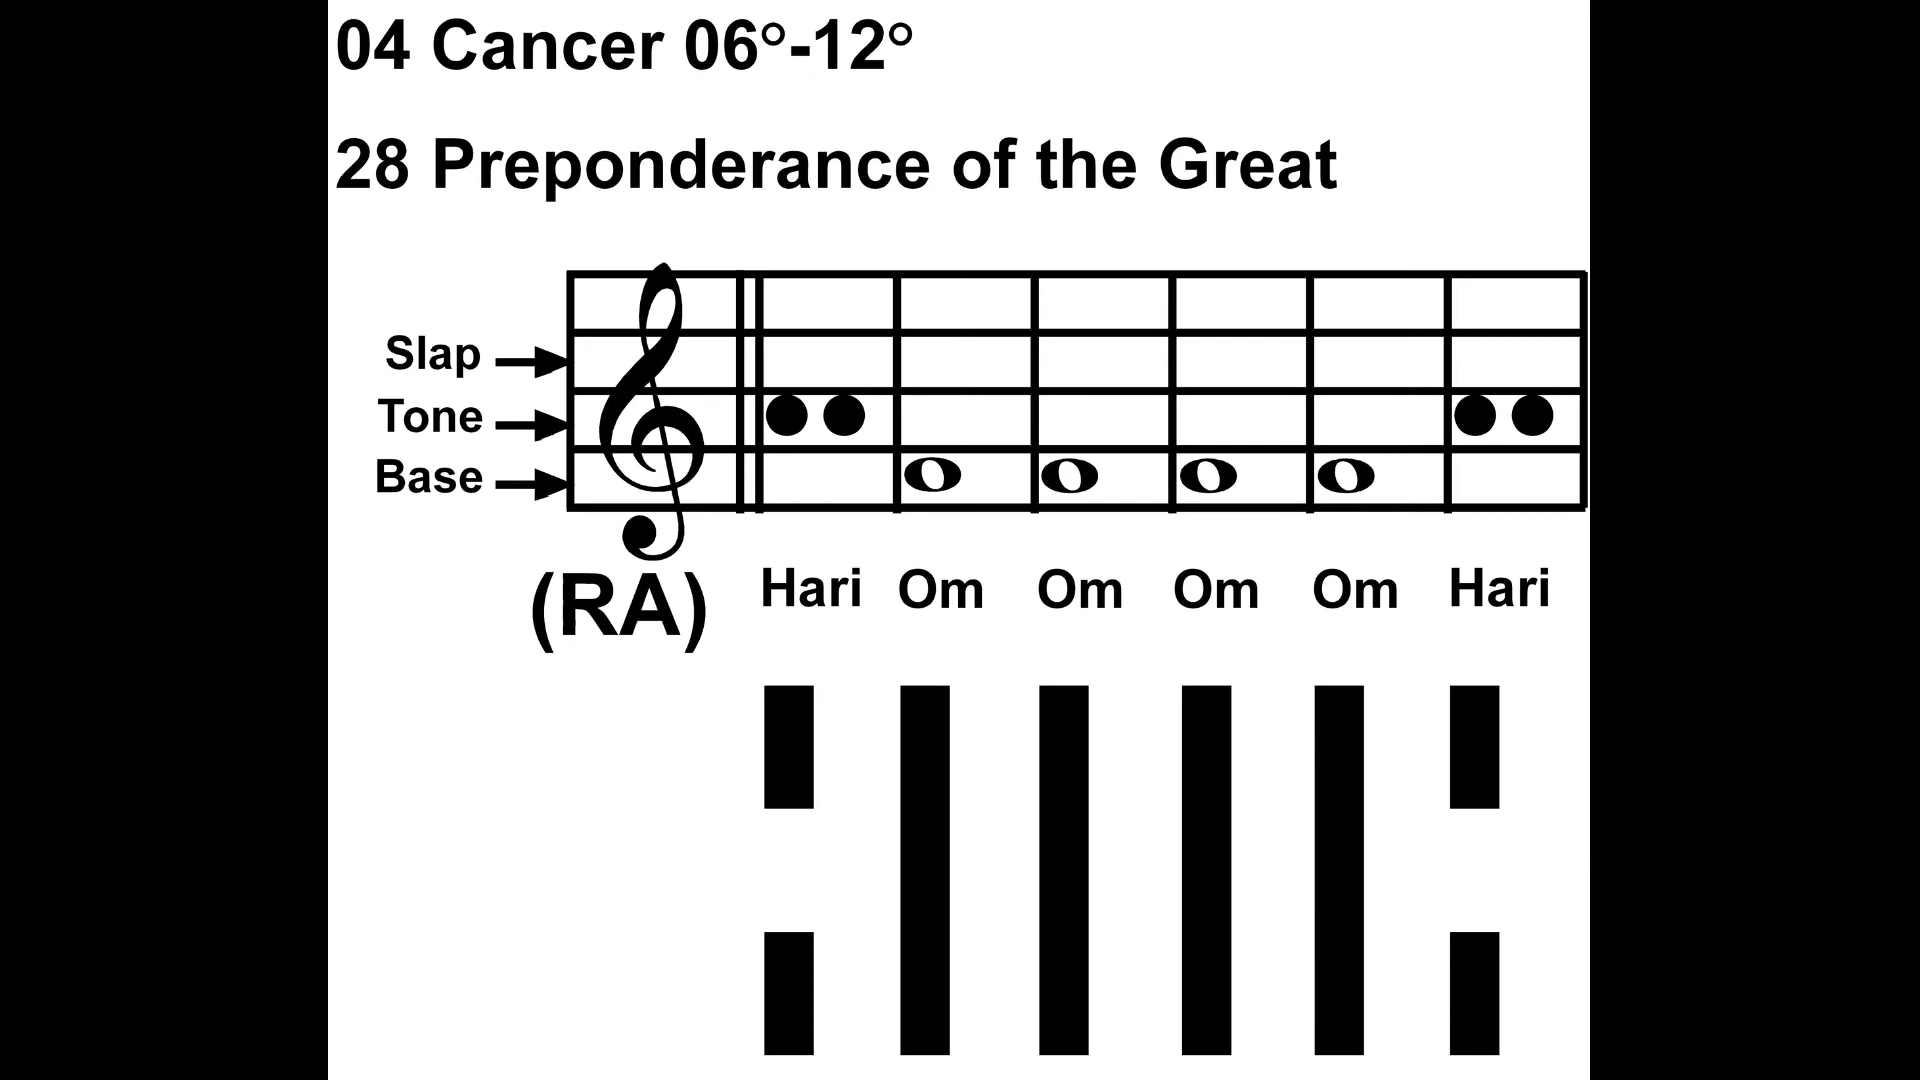 04 Cancer 06°-12°
28 Preponderance of the Great
Slap
Tone
Base
(RA) Hari Om Om Om Om Hari